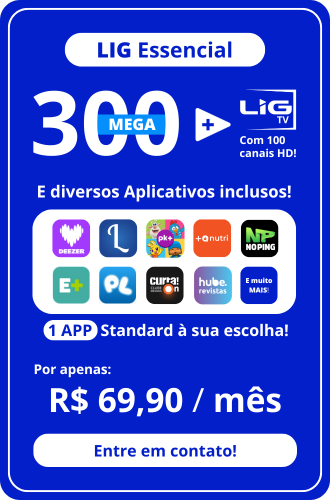 LIG Essencial
300
MEGA
+
LiG
TV
Com 100
canais HD!
E diversos Aplicativos inclusos!
DEEZER
L
pk+
+Qnutri
NP
NOPING
E+
PL
curta!
ON
hube.
revistas
E muito
MAIS!
1 APP Standard à sua escolha!
Por apenas:
R$ 69,90 / mês
Entre em contato!